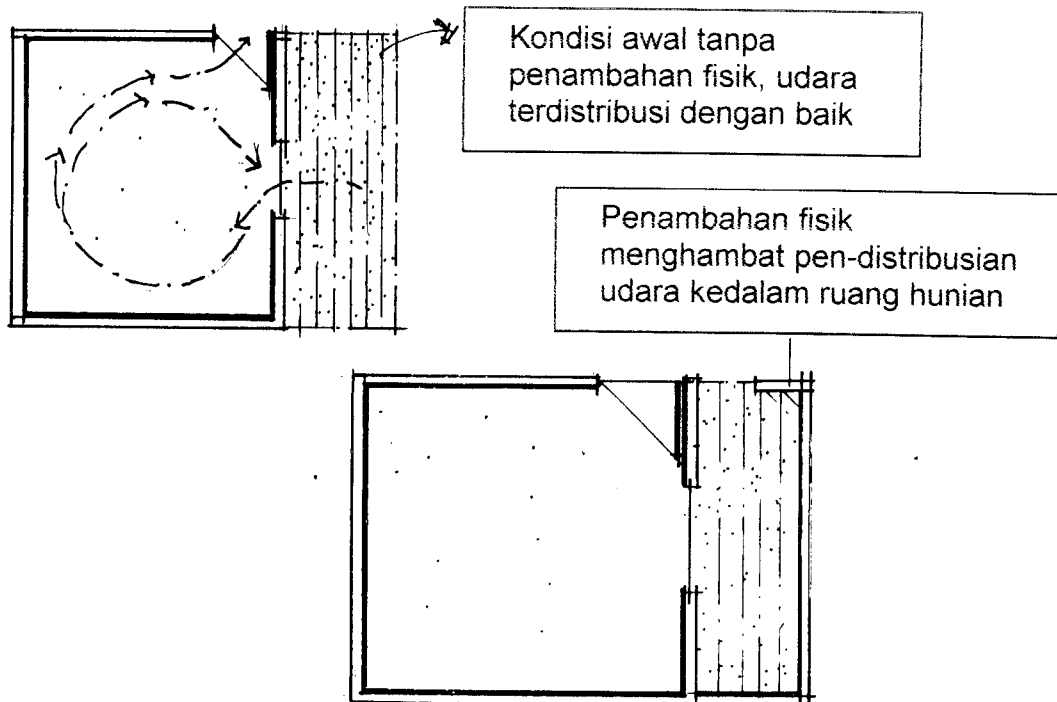 Kondisi awal tanpa
penambahan fisik, udara
terdistribusi dengan baik
Penambahan fisik
menghambat pen-distribusian
udara kedalam ruang hunian